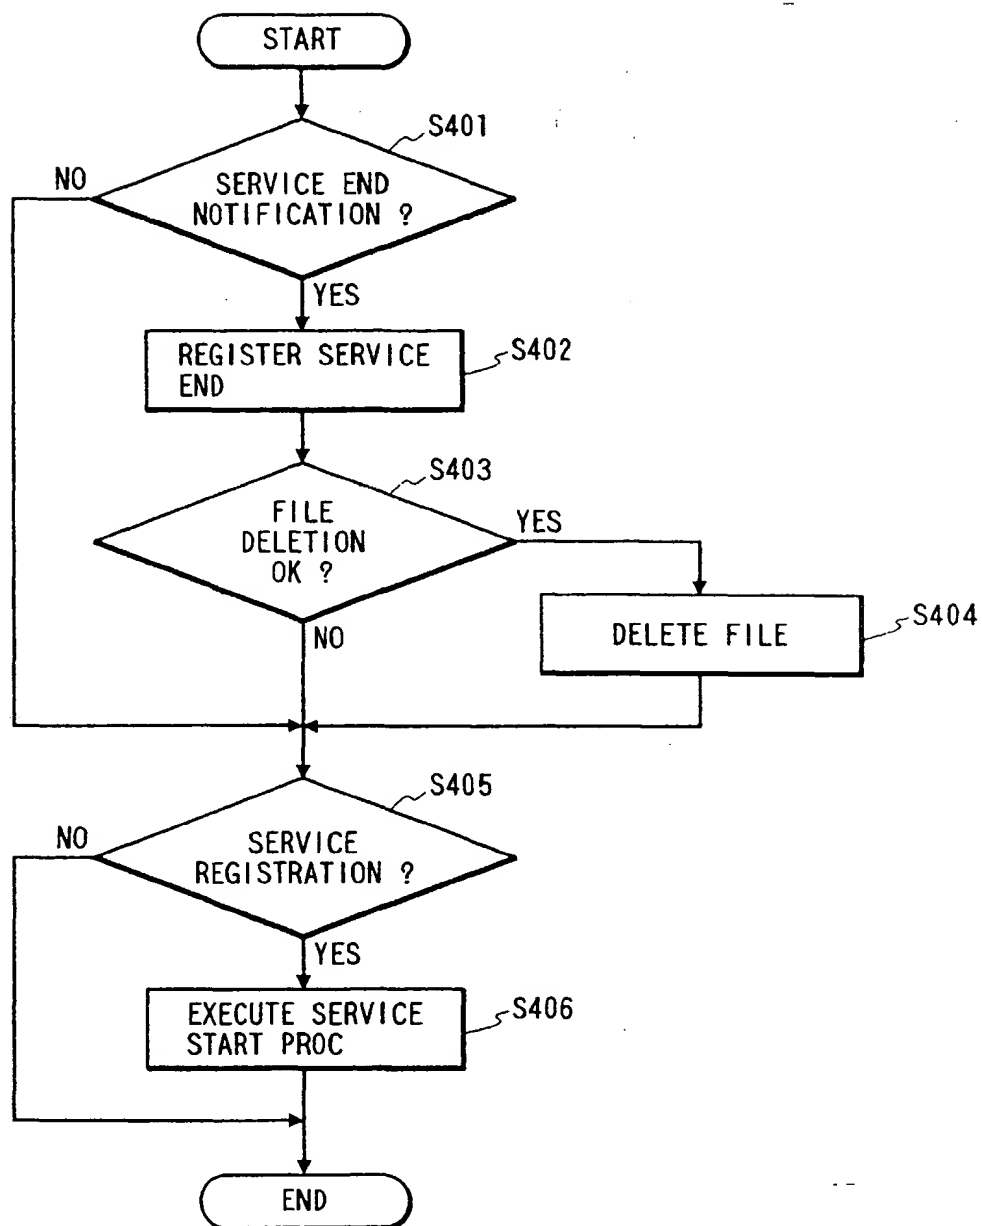 START
S401
NO
SERVICE END
NOTIFICATION ?
YES
REGISTER SERVICE
END
S402
S403
FILE
DELETION
OK ?
YES
NO
DELETE FILE
S404
S405
NO
SERVICE
REGISTRATION ?
YES
EXECUTE SERVICE
START PROC
S406
END